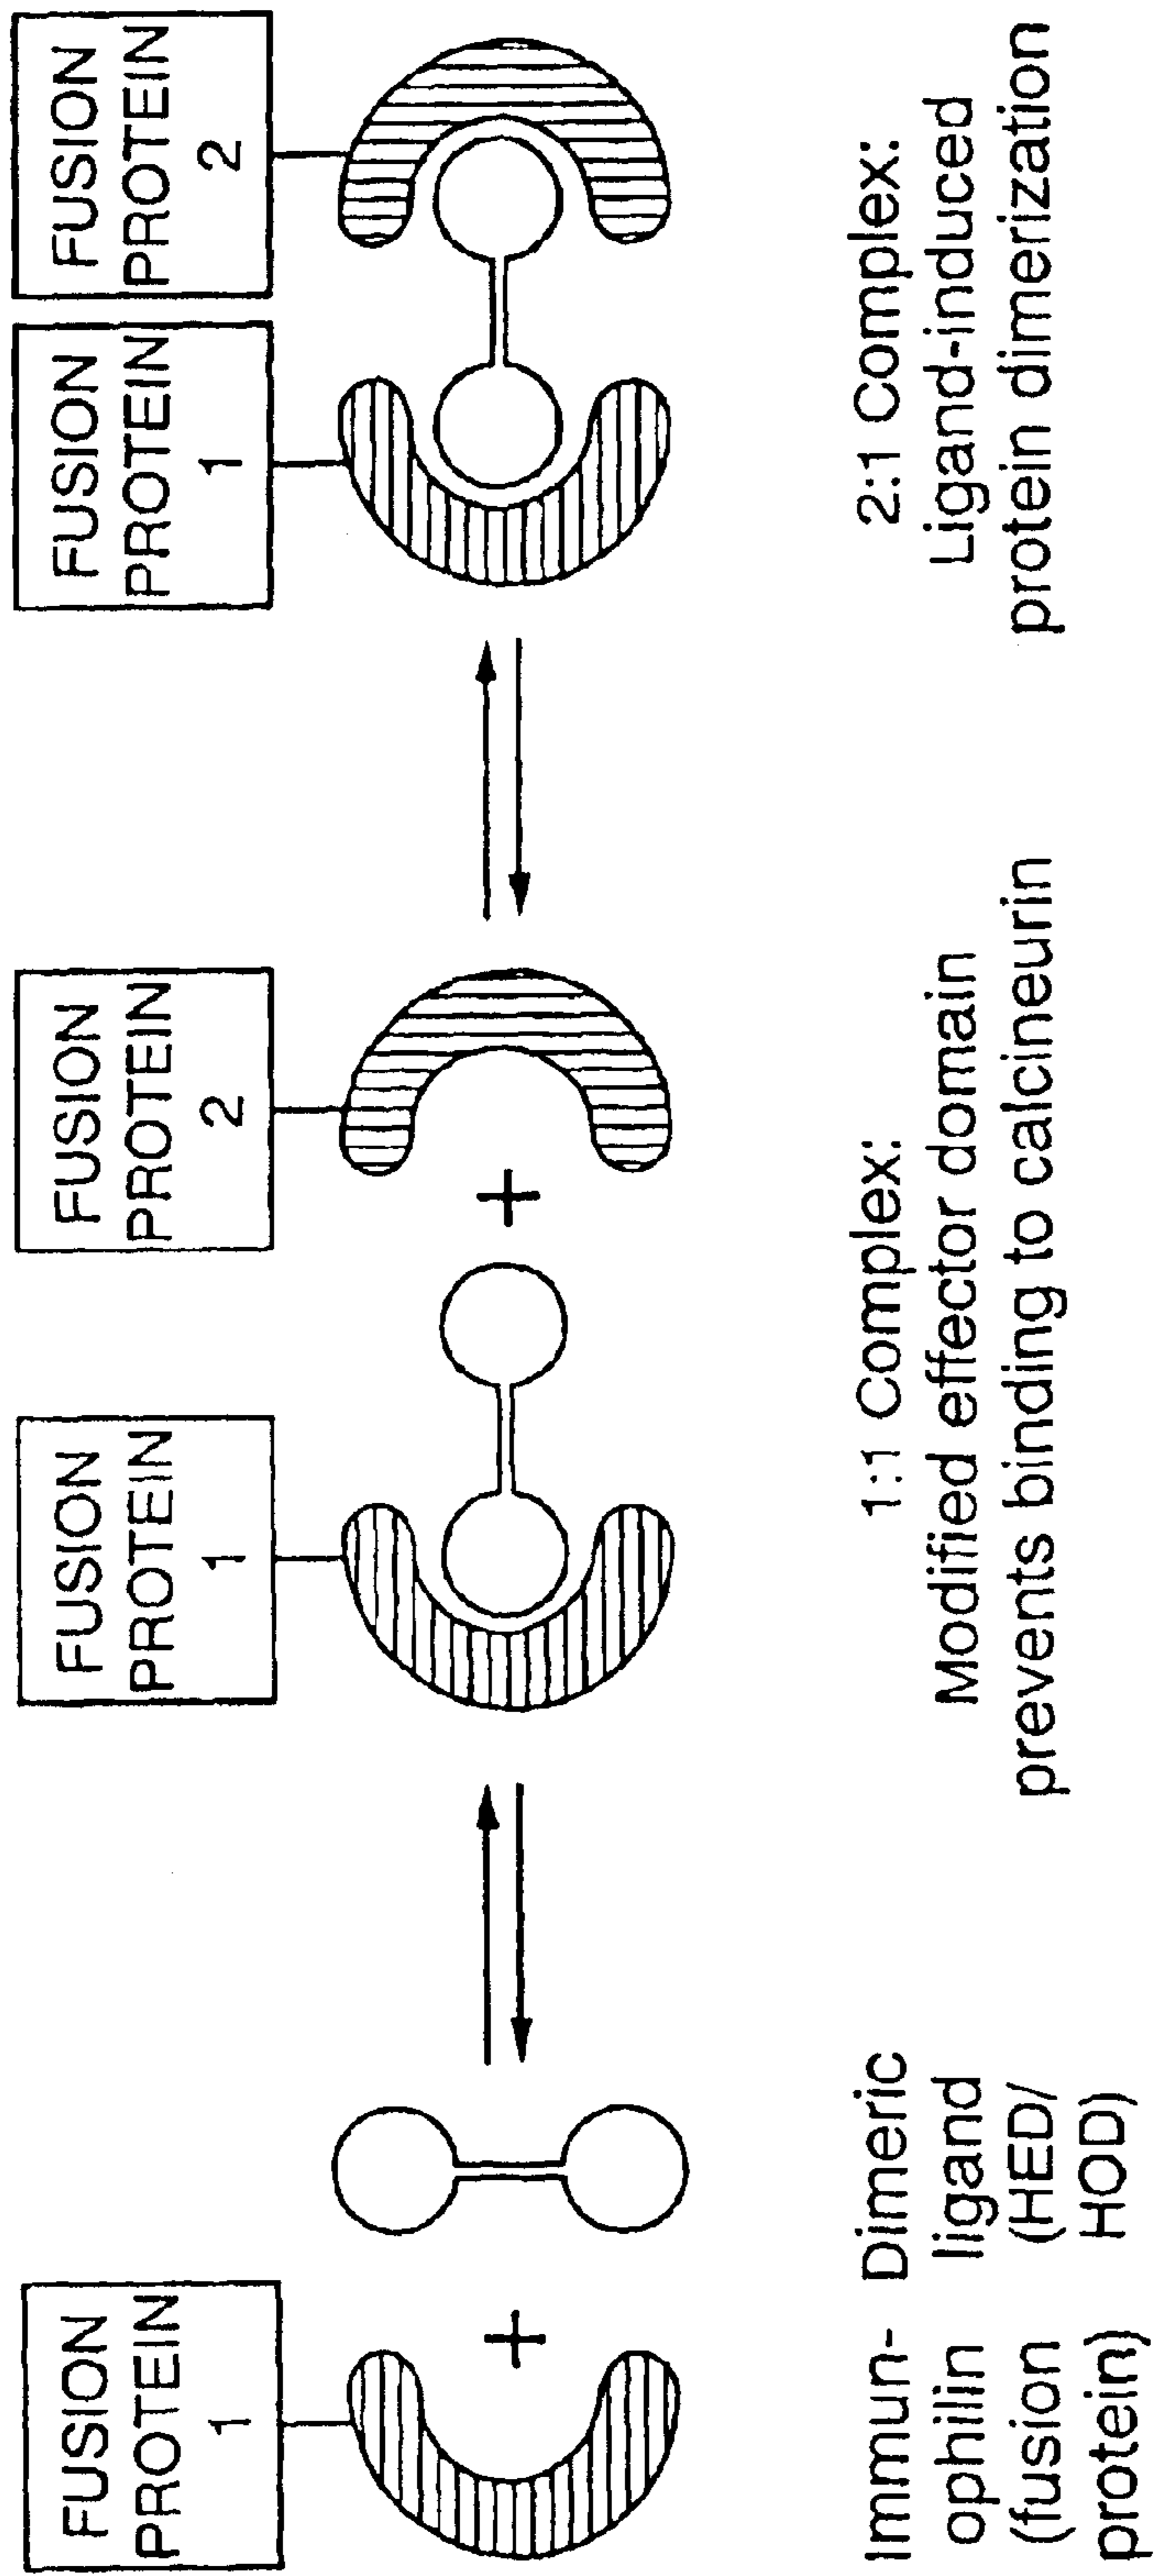 FUSION
PROTEIN
1
+
Immun-
ophilin
(fusion
protein)
Dimeric
ligand
(HED/
HOD)
FUSION
PROTEIN
1
+
FUSION
PROTEIN
2
1:1 Complex:
Modified effector domain
prevents binding to calcineurin
FUSION
PROTEIN
1
FUSION
PROTEIN
2
2:1 Complex:
Ligand-induced
protein dimerization